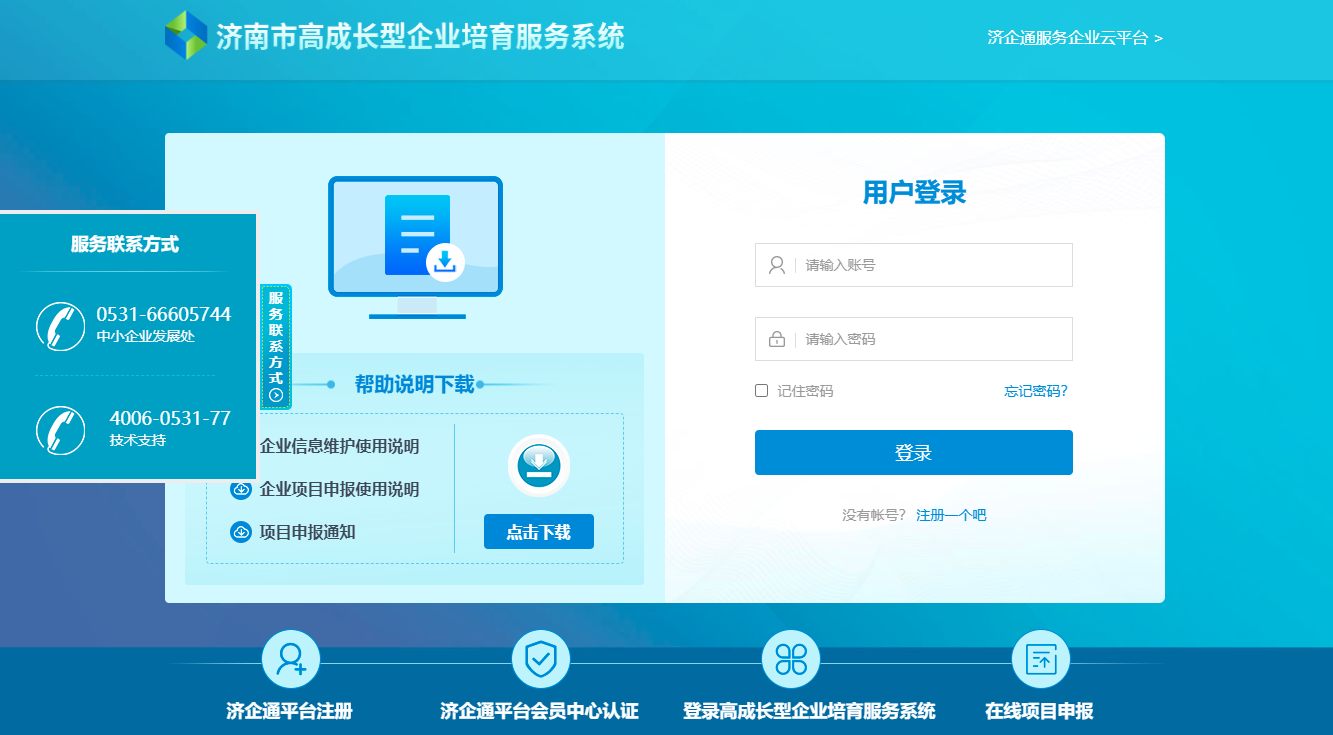 济南市高成长型企业培育服务系统
济企通服务企业云平台 >
服务联系方式
0531-66605744
中小企业发展处
4006-0531-77
技术支持
服务联系方式
帮助说明下载
企业信息维护使用说明
企业项目申报使用说明
项目申报通知
点击下载
用户登录
请输入账号
请输入密码
记住密码
忘记密码?
登录
没有帐号? 注册一个吧
济企通平台注册
济企通平台会员中心认证
登录高成长型企业培育服务系统
在线项目申报